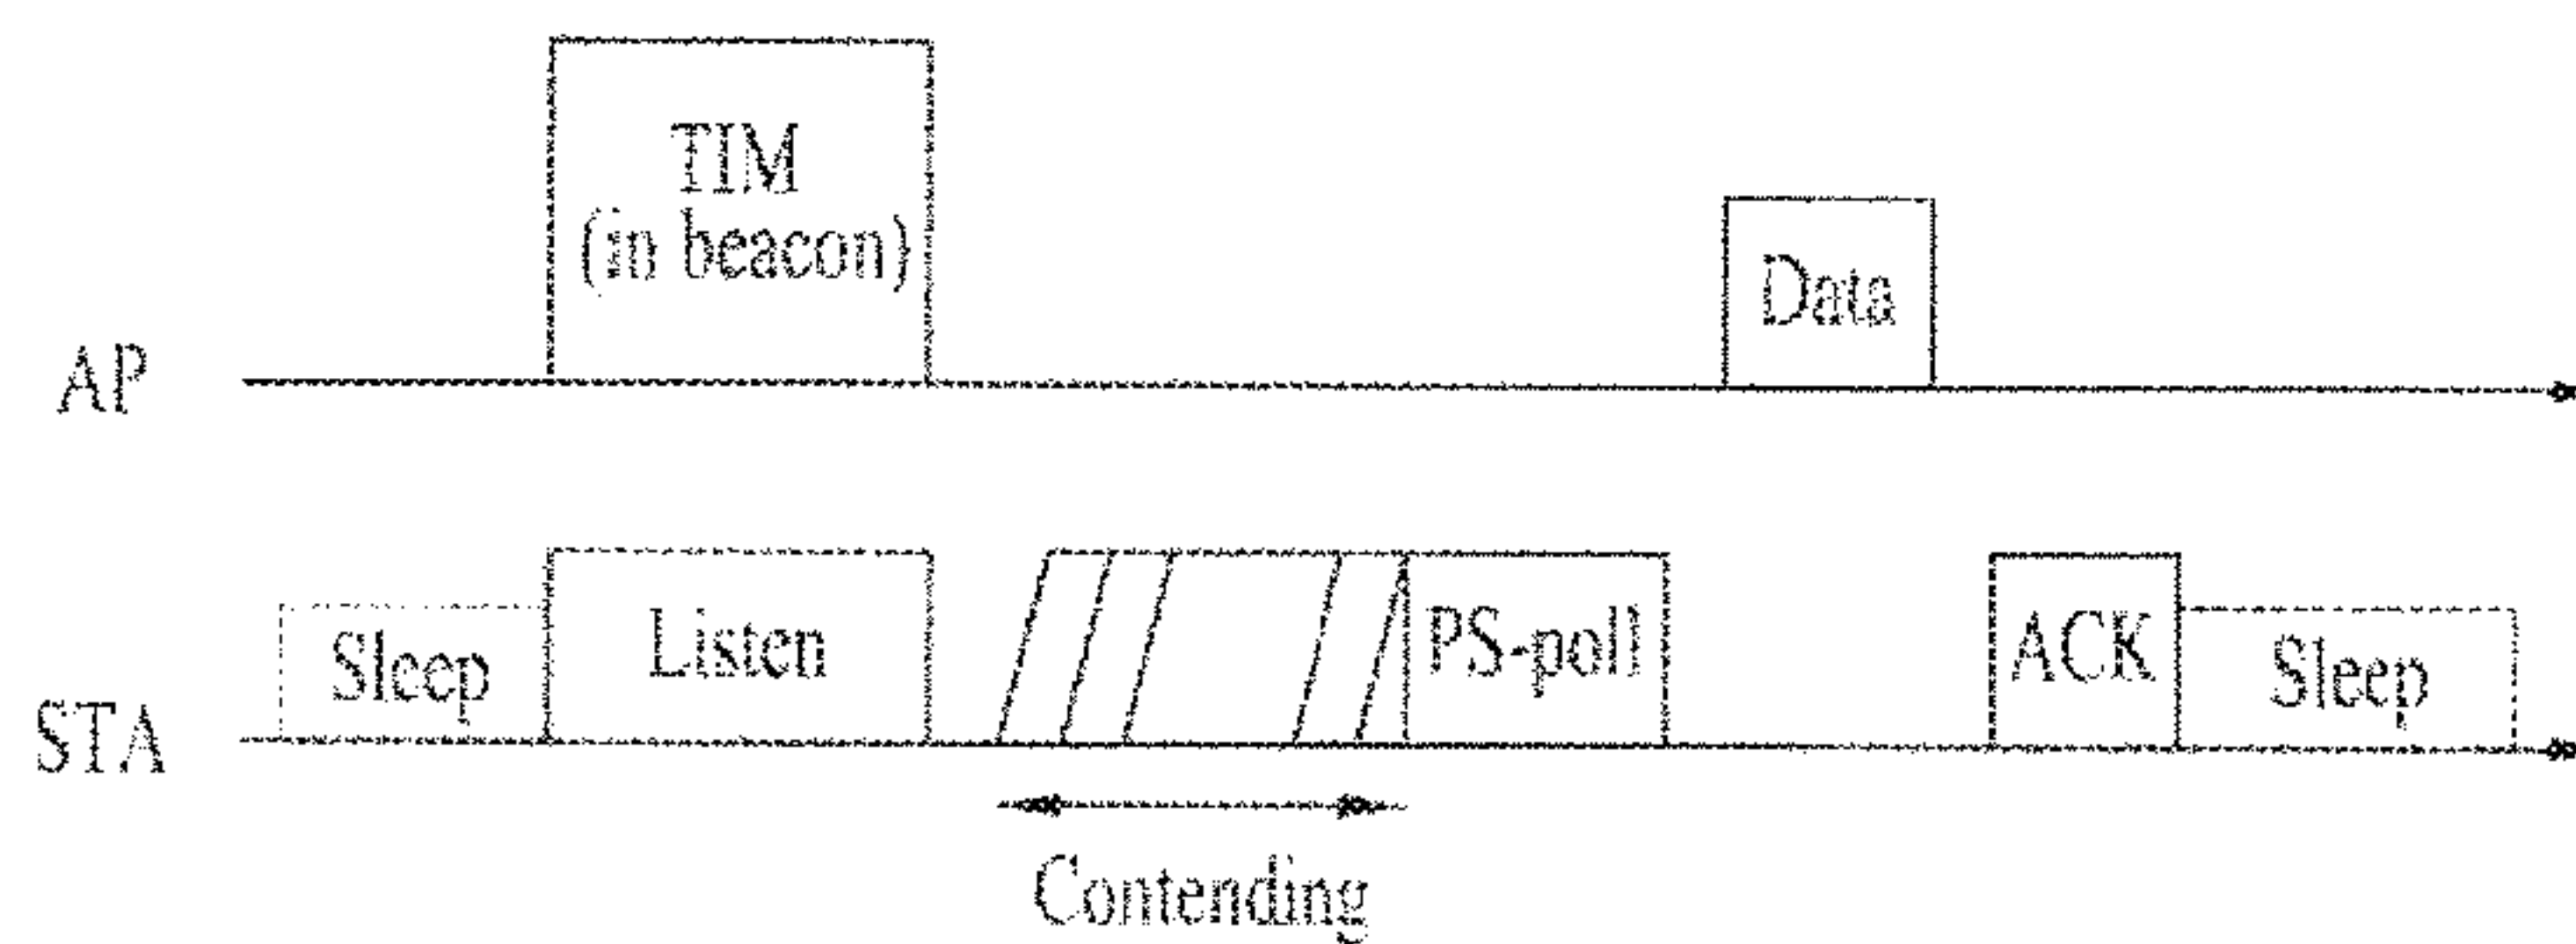 TIM
(in beacon)
Data
AP
Sleep
Listen
PS-poll
ACK
Sleep
STA
Contending